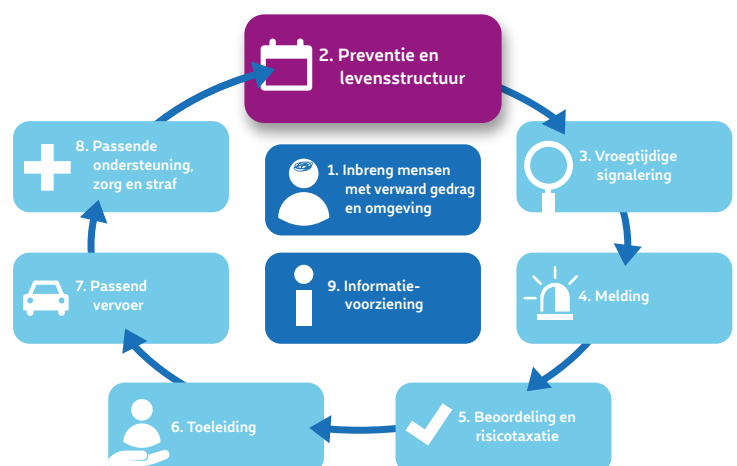 2. Preventie en
levensstructuur
8. Passende
ondersteuning,
zorg en straf
1. Inbreng mensen
met verward gedrag
en omgeving
3. Vroegtijdige
signalering
7. Passend
vervoer
9. Informatie-
voorziening
4. Melding
6. Toeleiding
5. Beoordeling en
risicotaxatie